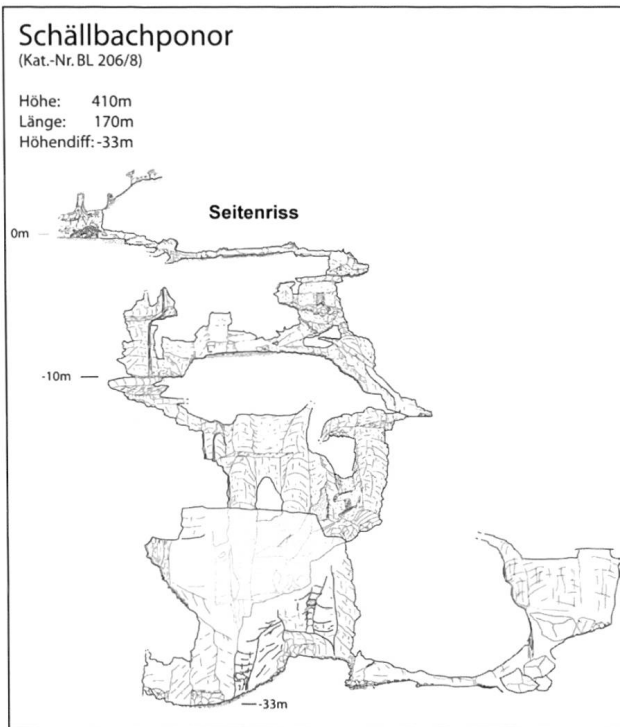 Schällbachponor
(Kat.-Nr. BL 206/8)
Höhe: 410m
Länge: 170m
Höhendiff: -33m
Seitenriss
0m
-10m
-33m